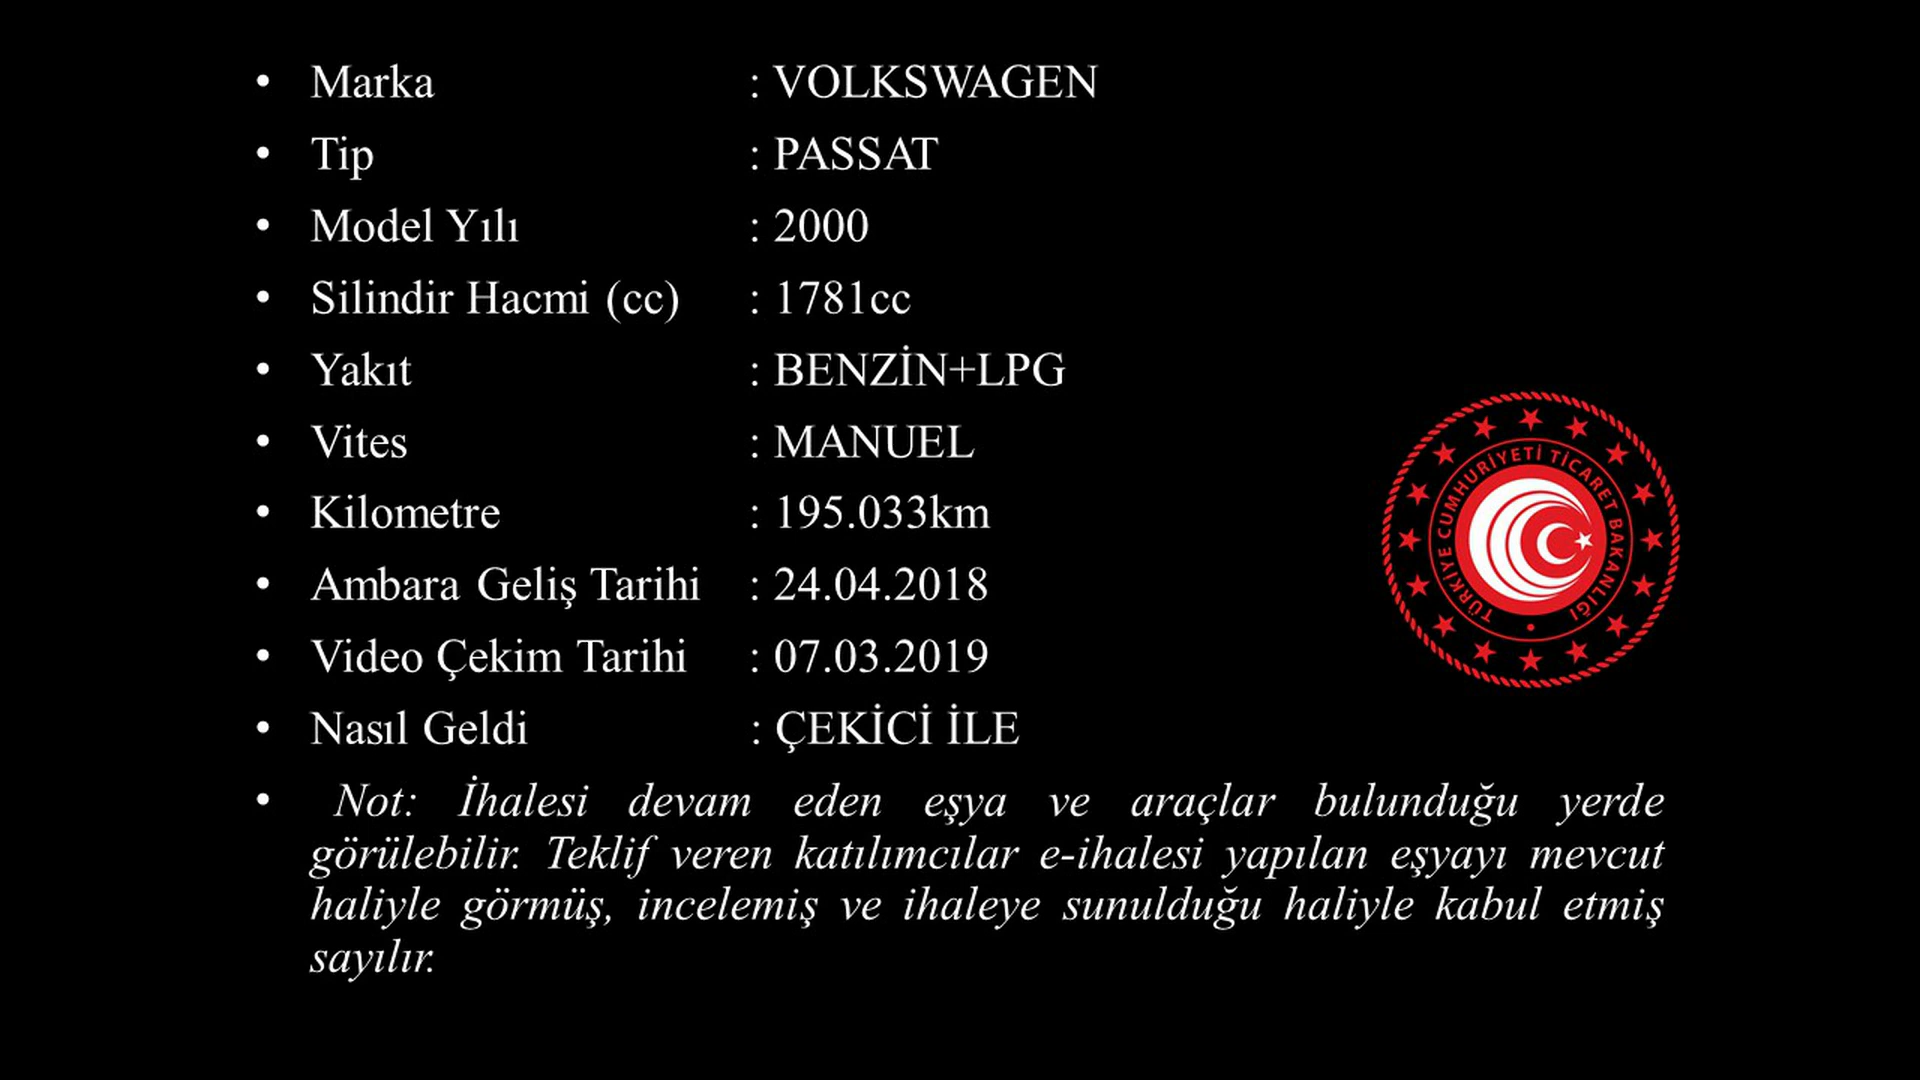 • Marka : VOLKSWAGEN
• Tip : PASSAT
• Model Yılı : 2000
• Silindir Hacmi (cc) : 1781cc
• Yakıt : BENZİN+LPG
• Vites : MANUEL
• Kilometre : 195.033km
• Ambara Geliş Tarihi : 24.04.2018
• Video Çekim Tarihi : 07.03.2019
• Nasıl Geldi : ÇEKİCİ İLE
• Not: İhalesi devam eden eşya ve araçlar bulunduğu yerde
görülebilir. Teklif veren katılımcılar e-ihalesi yapılan eşyayı mevcut
haliyle görmüş, incelemiş ve ihaleye sunulduğu haliyle kabul etmiş
sayılır.
TÜRKİYE CUMHURİYETİ TİCARET BAKANLIĞI